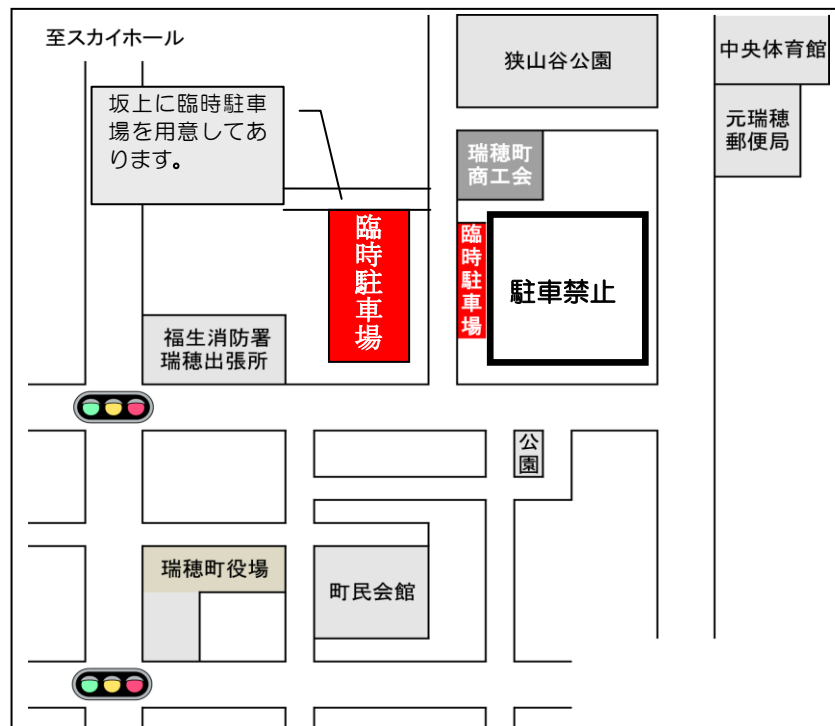 至スカイホール
狭山谷公園
中央体育館
坂上に臨時駐車
場を用意してあ
ります。
元瑞穂
郵便局
瑞穂町
商工会
臨時駐車場
臨時駐車場
駐車禁止
福生消防署
瑞穂出張所
公園
瑞穂町役場
町民会館